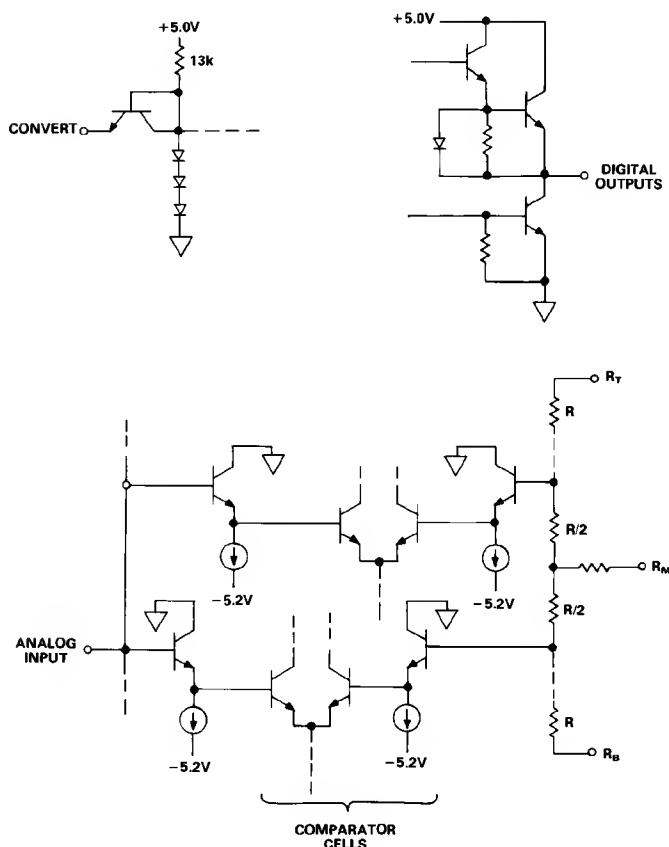 +5.0V
13k
CONVERT
+5.0V
DIGITAL
OUTPUTS
R_T
R
R/2
R_M
−5.2V
−5.2V
R/2
ANALOG
INPUT
R
−5.2V
−5.2V
R_B
COMPARATOR
CELLS